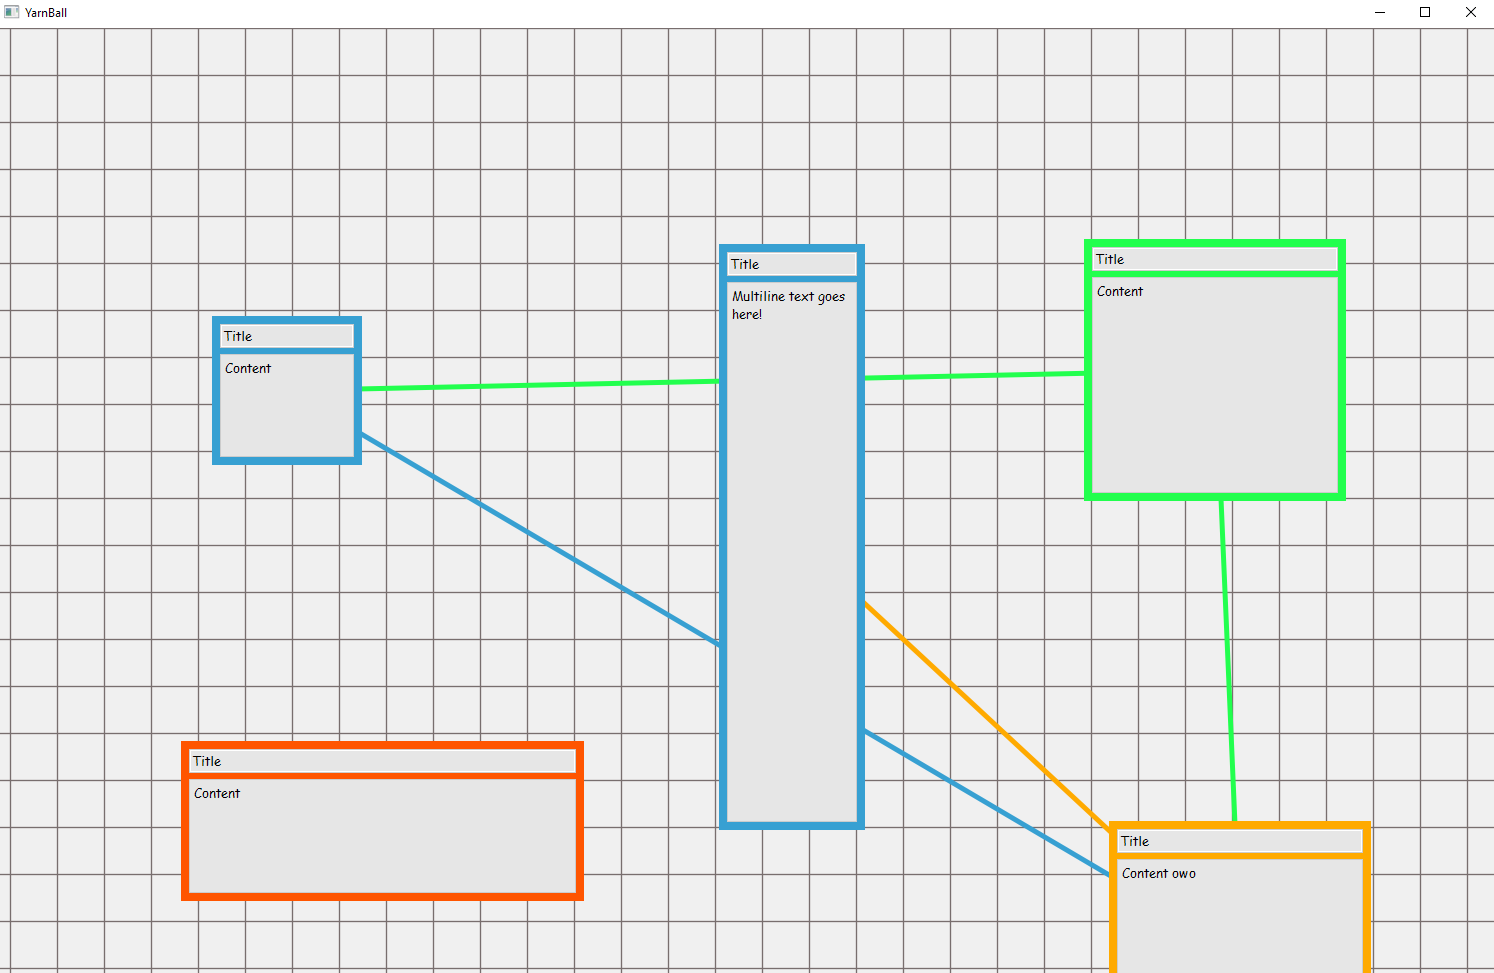 YarnBall
Title
Content
Title
Multiline text goes
here!
Title
Content
Title
Content
Title
Content owo